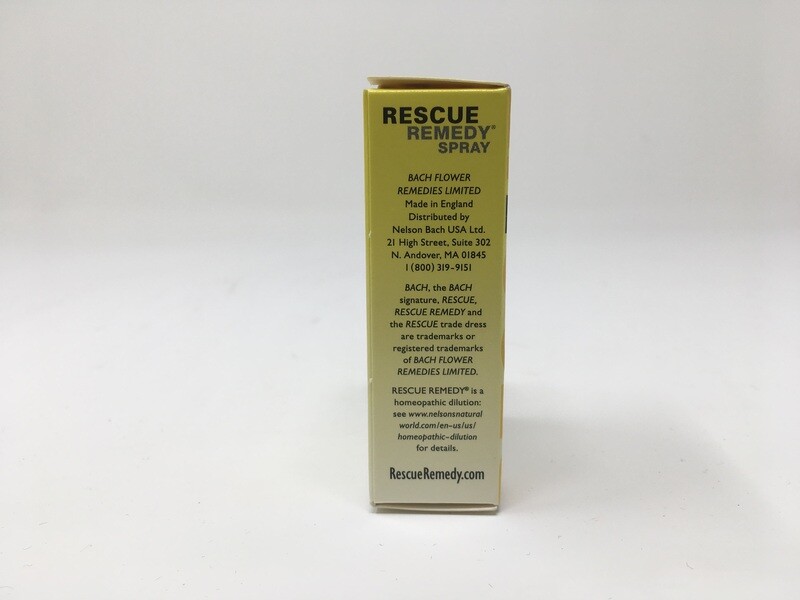 RESCUE
REMEDY®
SPRAY
BACH FLOWER
REMEDIES LIMITED
Made in England
Distributed by
Nelson Bach USA Ltd.
21 High Street, Suite 302
N. Andover, MA 01845
1 (800) 319-9151
BACH, the BACH
signature, RESCUE,
RESCUE REMEDY and
the RESCUE trade dress
are trademarks or
registered trademarks
of BACH FLOWER
REMEDIES LIMITED.
RESCUE REMEDY® is a
homeopathic dilution:
see www.nelsonsnatural
world.com/en-us/us/
homeopathic-dilution
for details.
RescueRemedy.com